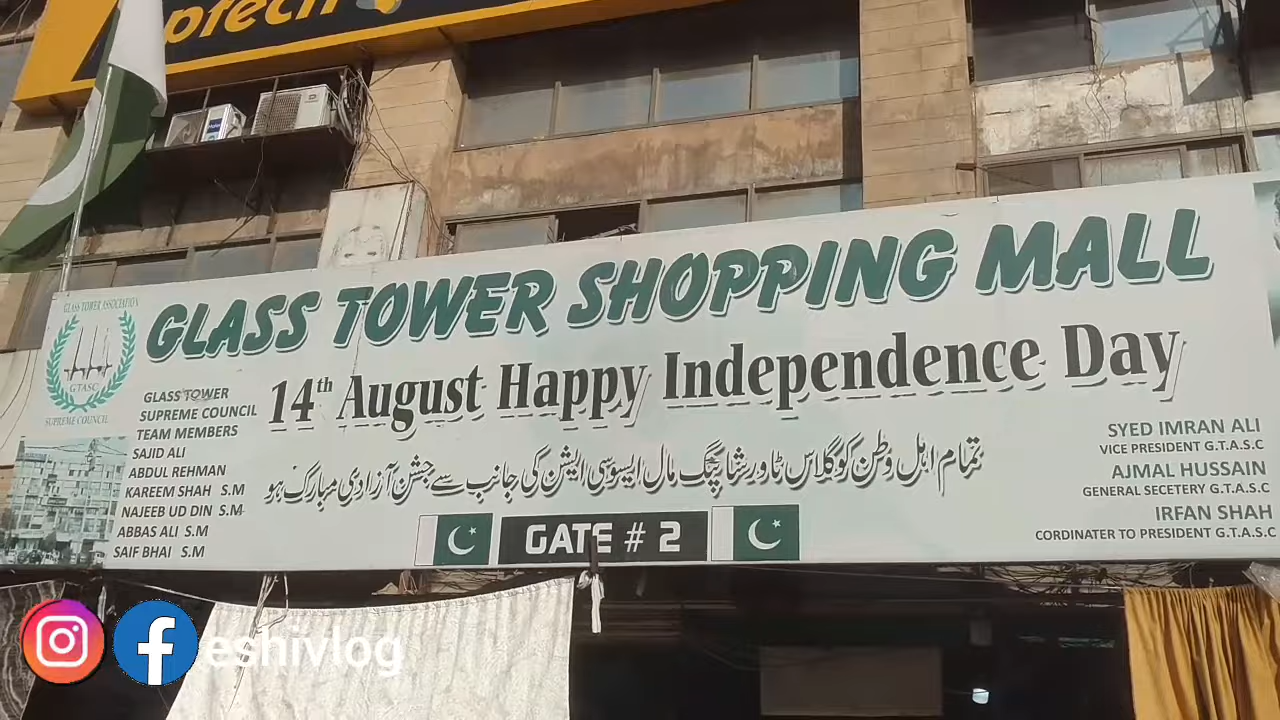 GLASS TOWER ASSOCIATION
GTASC
SUPREME COUNCIL
GLASS TOWER SHOPPING MALL
14th August Happy Independence Day
تمام اہل وطن کو گلاس ٹاور شاپنگ مال ایسوسی ایشن کی جانب سے جشن آزادی مبارک ہو
GATE # 2
GLASS TOWER
SUPREME COUNCIL
TEAM MEMBERS
SAJID ALI
ABDUL REHMAN
KAREEM SHAH S.M
NAJEEB UD DIN S.M
ABBAS ALI S.M
SAIF BHAI S.M
SYED IMRAN ALI
VICE PRESIDENT G.T.A.S.C
AJMAL HUSSAIN
GENERAL SECETERY G.T.A.S.C
IRFAN SHAH
CORDINATER TO PRESIDENT G.T.A.S.C
eshivlog